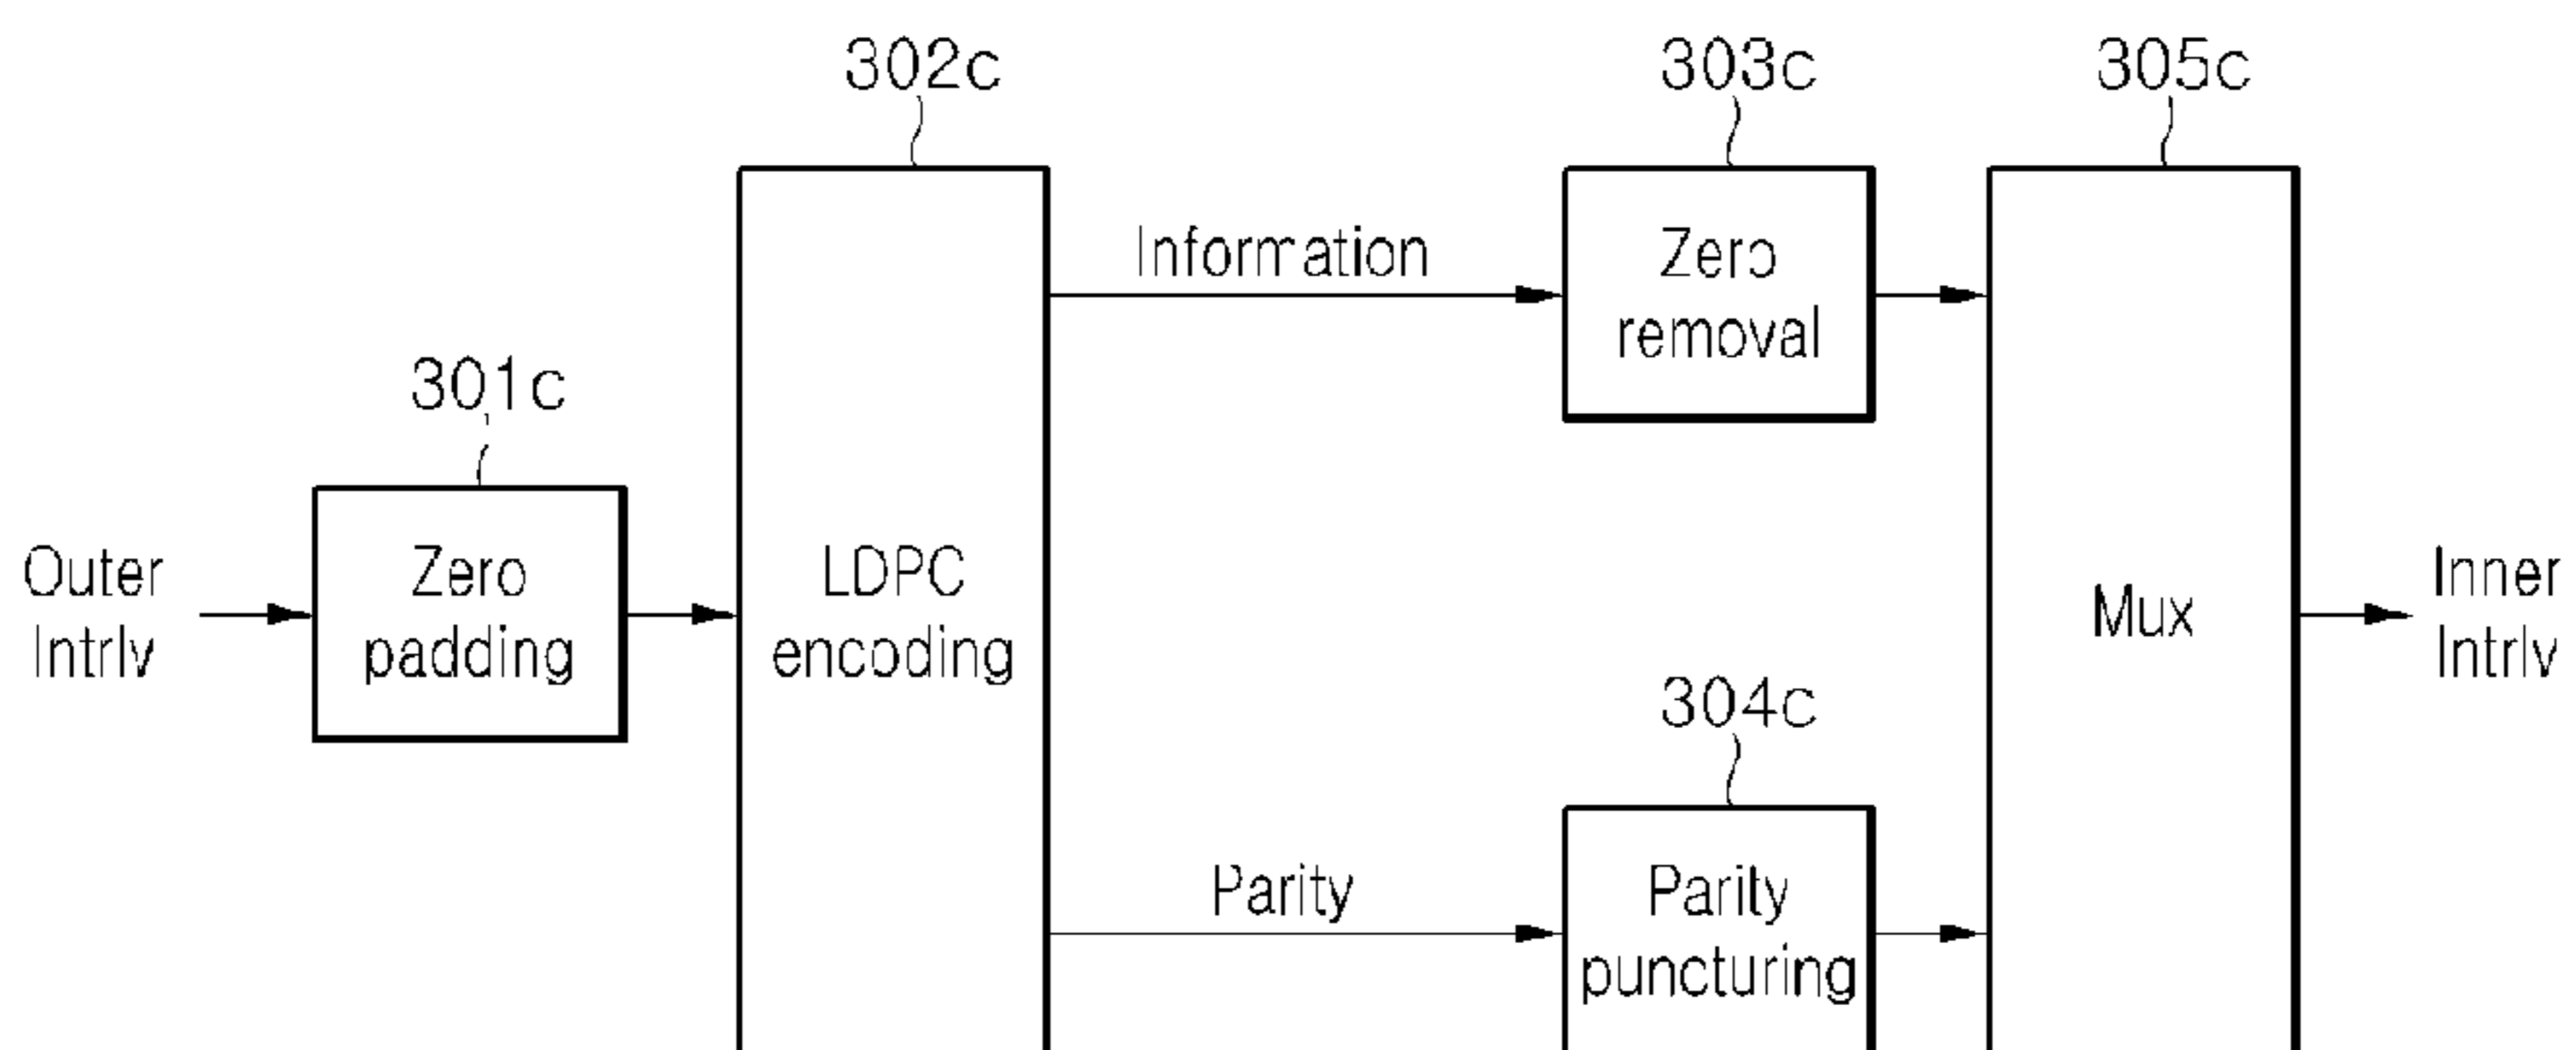 302c
303c
305c
Information
Zero
removal
301c
Outer
Intrlv
Zero
padding
LDPC
encoding
Mux
Inner
Intrlv
304c
Parity
Parity
puncturing